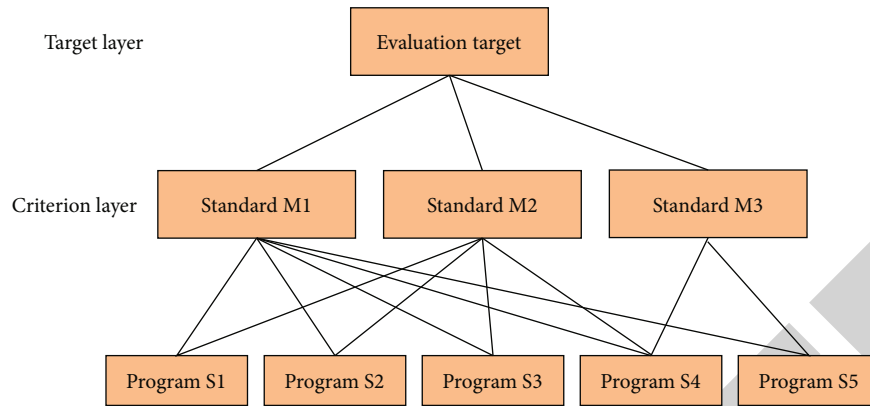 Target layer
Evaluation target
Criterion layer
Standard M1
Standard M2
Standard M3
Program S1
Program S2
Program S3
Program S4
Program S5